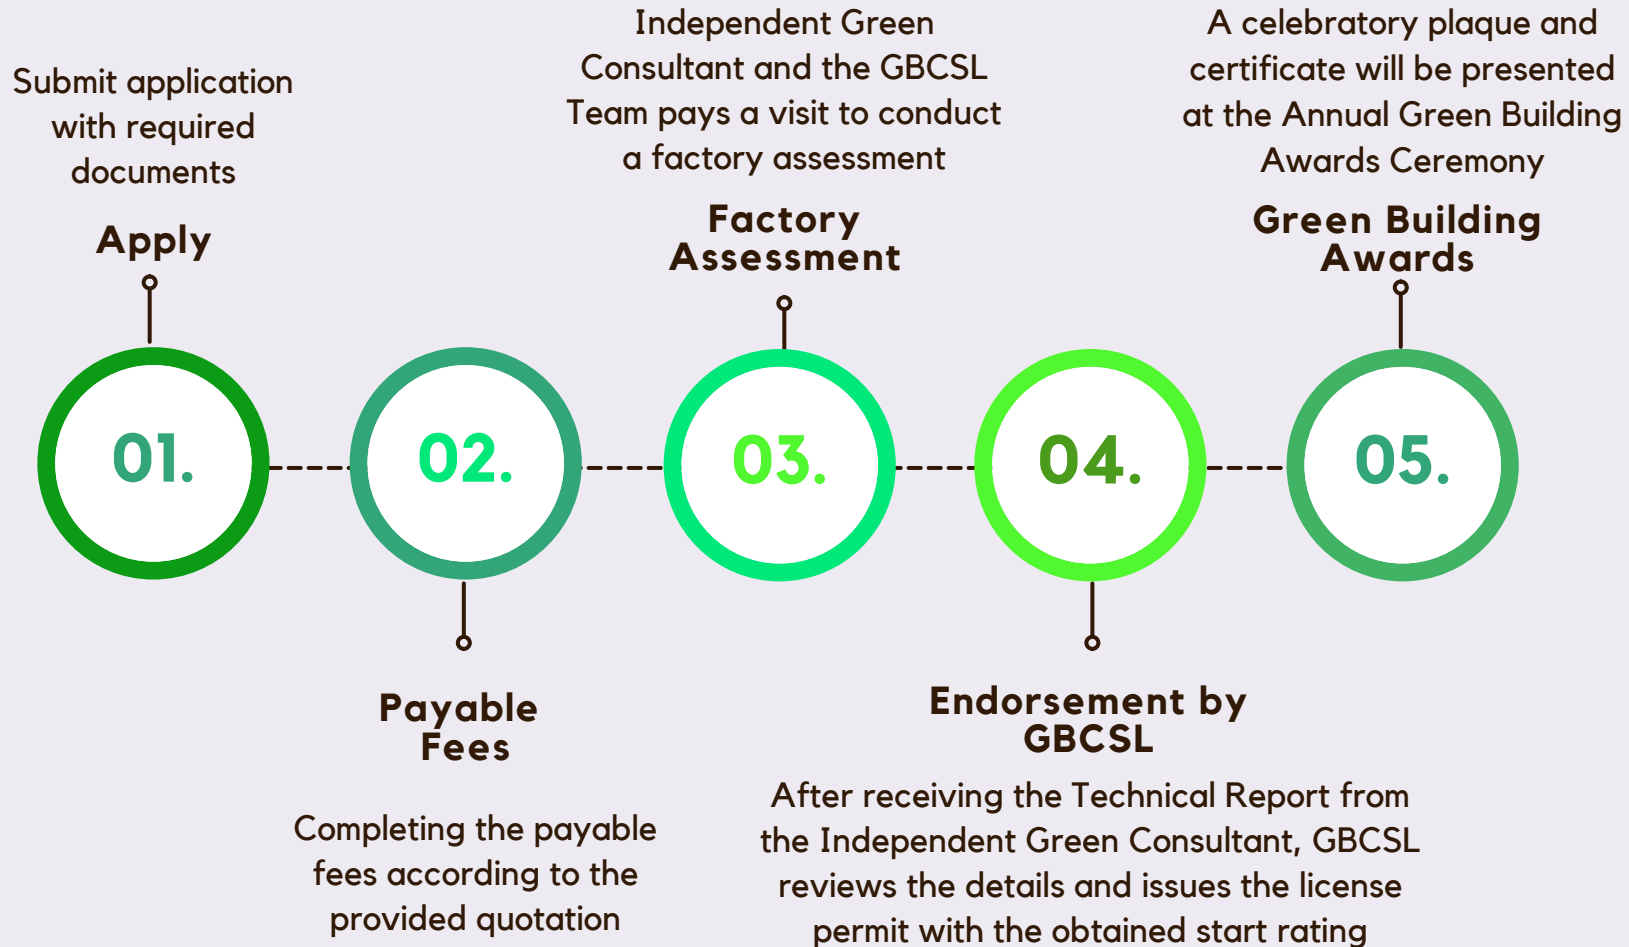 Submit application
with required
documents
Apply
01.
02.
Payable
Fees
Completing the payable
fees according to the
provided quotation
Independent Green
Consultant and the GBCSL
Team pays a visit to conduct
a factory assessment
Factory
Assessment
03.
04.
Endorsement by
GBCSL
After receiving the Technical Report from
the Independent Green Consultant, GBCSL
reviews the details and issues the license
permit with the obtained start rating
A celebratory plaque and
certificate will be presented
at the Annual Green Building
Awards Ceremony
Green Building
Awards
05.